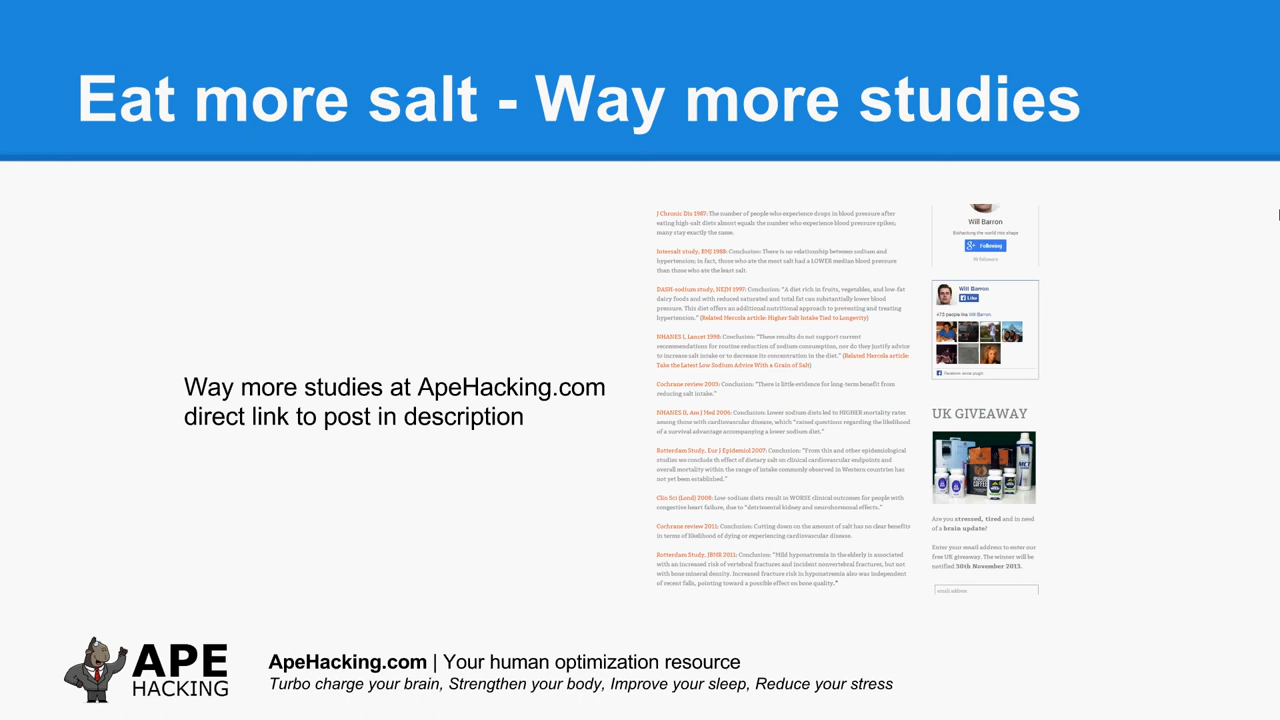 Eat more salt - Way more studies
Way more studies at ApeHacking.com
direct link to post in description
J Chronic Dis 1987: The number of people who experience drops in blood pressure after
eating high-salt diets almost equals the number who experience blood pressure spikes;
many stay exactly the same.
Intersalt study, BMJ 1988: Conclusion: There is no relationship between sodium and
hypertension; in fact, those who ate the most salt had a LOWER median blood pressure
than those who ate the least salt.
DASH-sodium study, NEJM 1997: Conclusion: "A diet rich in fruits, vegetables, and low-fat
dairy foods and with reduced saturated and total fat can substantially lower blood
pressure. This diet offers an additional nutritional approach to preventing and treating
hypertension." (Related Mercola article: Higher Salt Intake Tied to Longevity)
NHANES I, Lancet 1998: Conclusion: "These results do not support current
recommendations for routine reduction of sodium consumption, nor do they justify advice
to increase salt intake or to decrease its concentration in the diet." (Related Mercola article:
Take the Latest Low Sodium Advice With a Grain of Salt)
Cochrane review 2003: Conclusion: "There is little evidence for long-term benefit from
reducing salt intake."
NHANES II, Am J Med 2006: Conclusion: Lower sodium diets led to HIGHER mortality rates
among those with cardiovascular disease, which "raised questions regarding the likelihood
of a survival advantage accompanying a lower sodium diet."
Rotterdam Study, Eur J Epidemiol 2007: Conclusion: "From this and other epidemiological
studies we conclude th effect of dietary salt on clinical cardiovascular endpoints and
overall mortality within the range of intake commonly observed in Western countries has
not yet been established."
Clin Sci (Lond) 2008: Low-sodium diets result in WORSE clinical outcomes for people with
congestive heart failure, due to "detrimental kidney and neurohormonal effects."
Cochrane review 2011: Conclusion: Cutting down on the amount of salt has no clear benefits
in terms of likelihood of dying or experiencing cardiovascular disease.
Rotterdam Study, JBMR 2011: Conclusion: "Mild hyponatremia in the elderly is associated
with an increased risk of vertebral fractures and incident nonvertebral fractures, but not
with bone mineral density. Increased fracture risk in hyponatremia also was independent
of recent falls, pointing toward a possible effect on bone quality."
Will Barron
Biohacking the world into shape
g+ Following
90 followers
Will Barron
Like
473 people like Will Barron.
Facebook social plugin
UK GIVEAWAY
MCT
Are you stressed, tired and in need
of a brain update?
Enter your email address to enter our
free UK giveaway. The winner will be
notified 30th November 2013.
email address
APE
HACKING
ApeHacking.com | Your human optimization resource
Turbo charge your brain, Strengthen your body, Improve your sleep, Reduce your stress